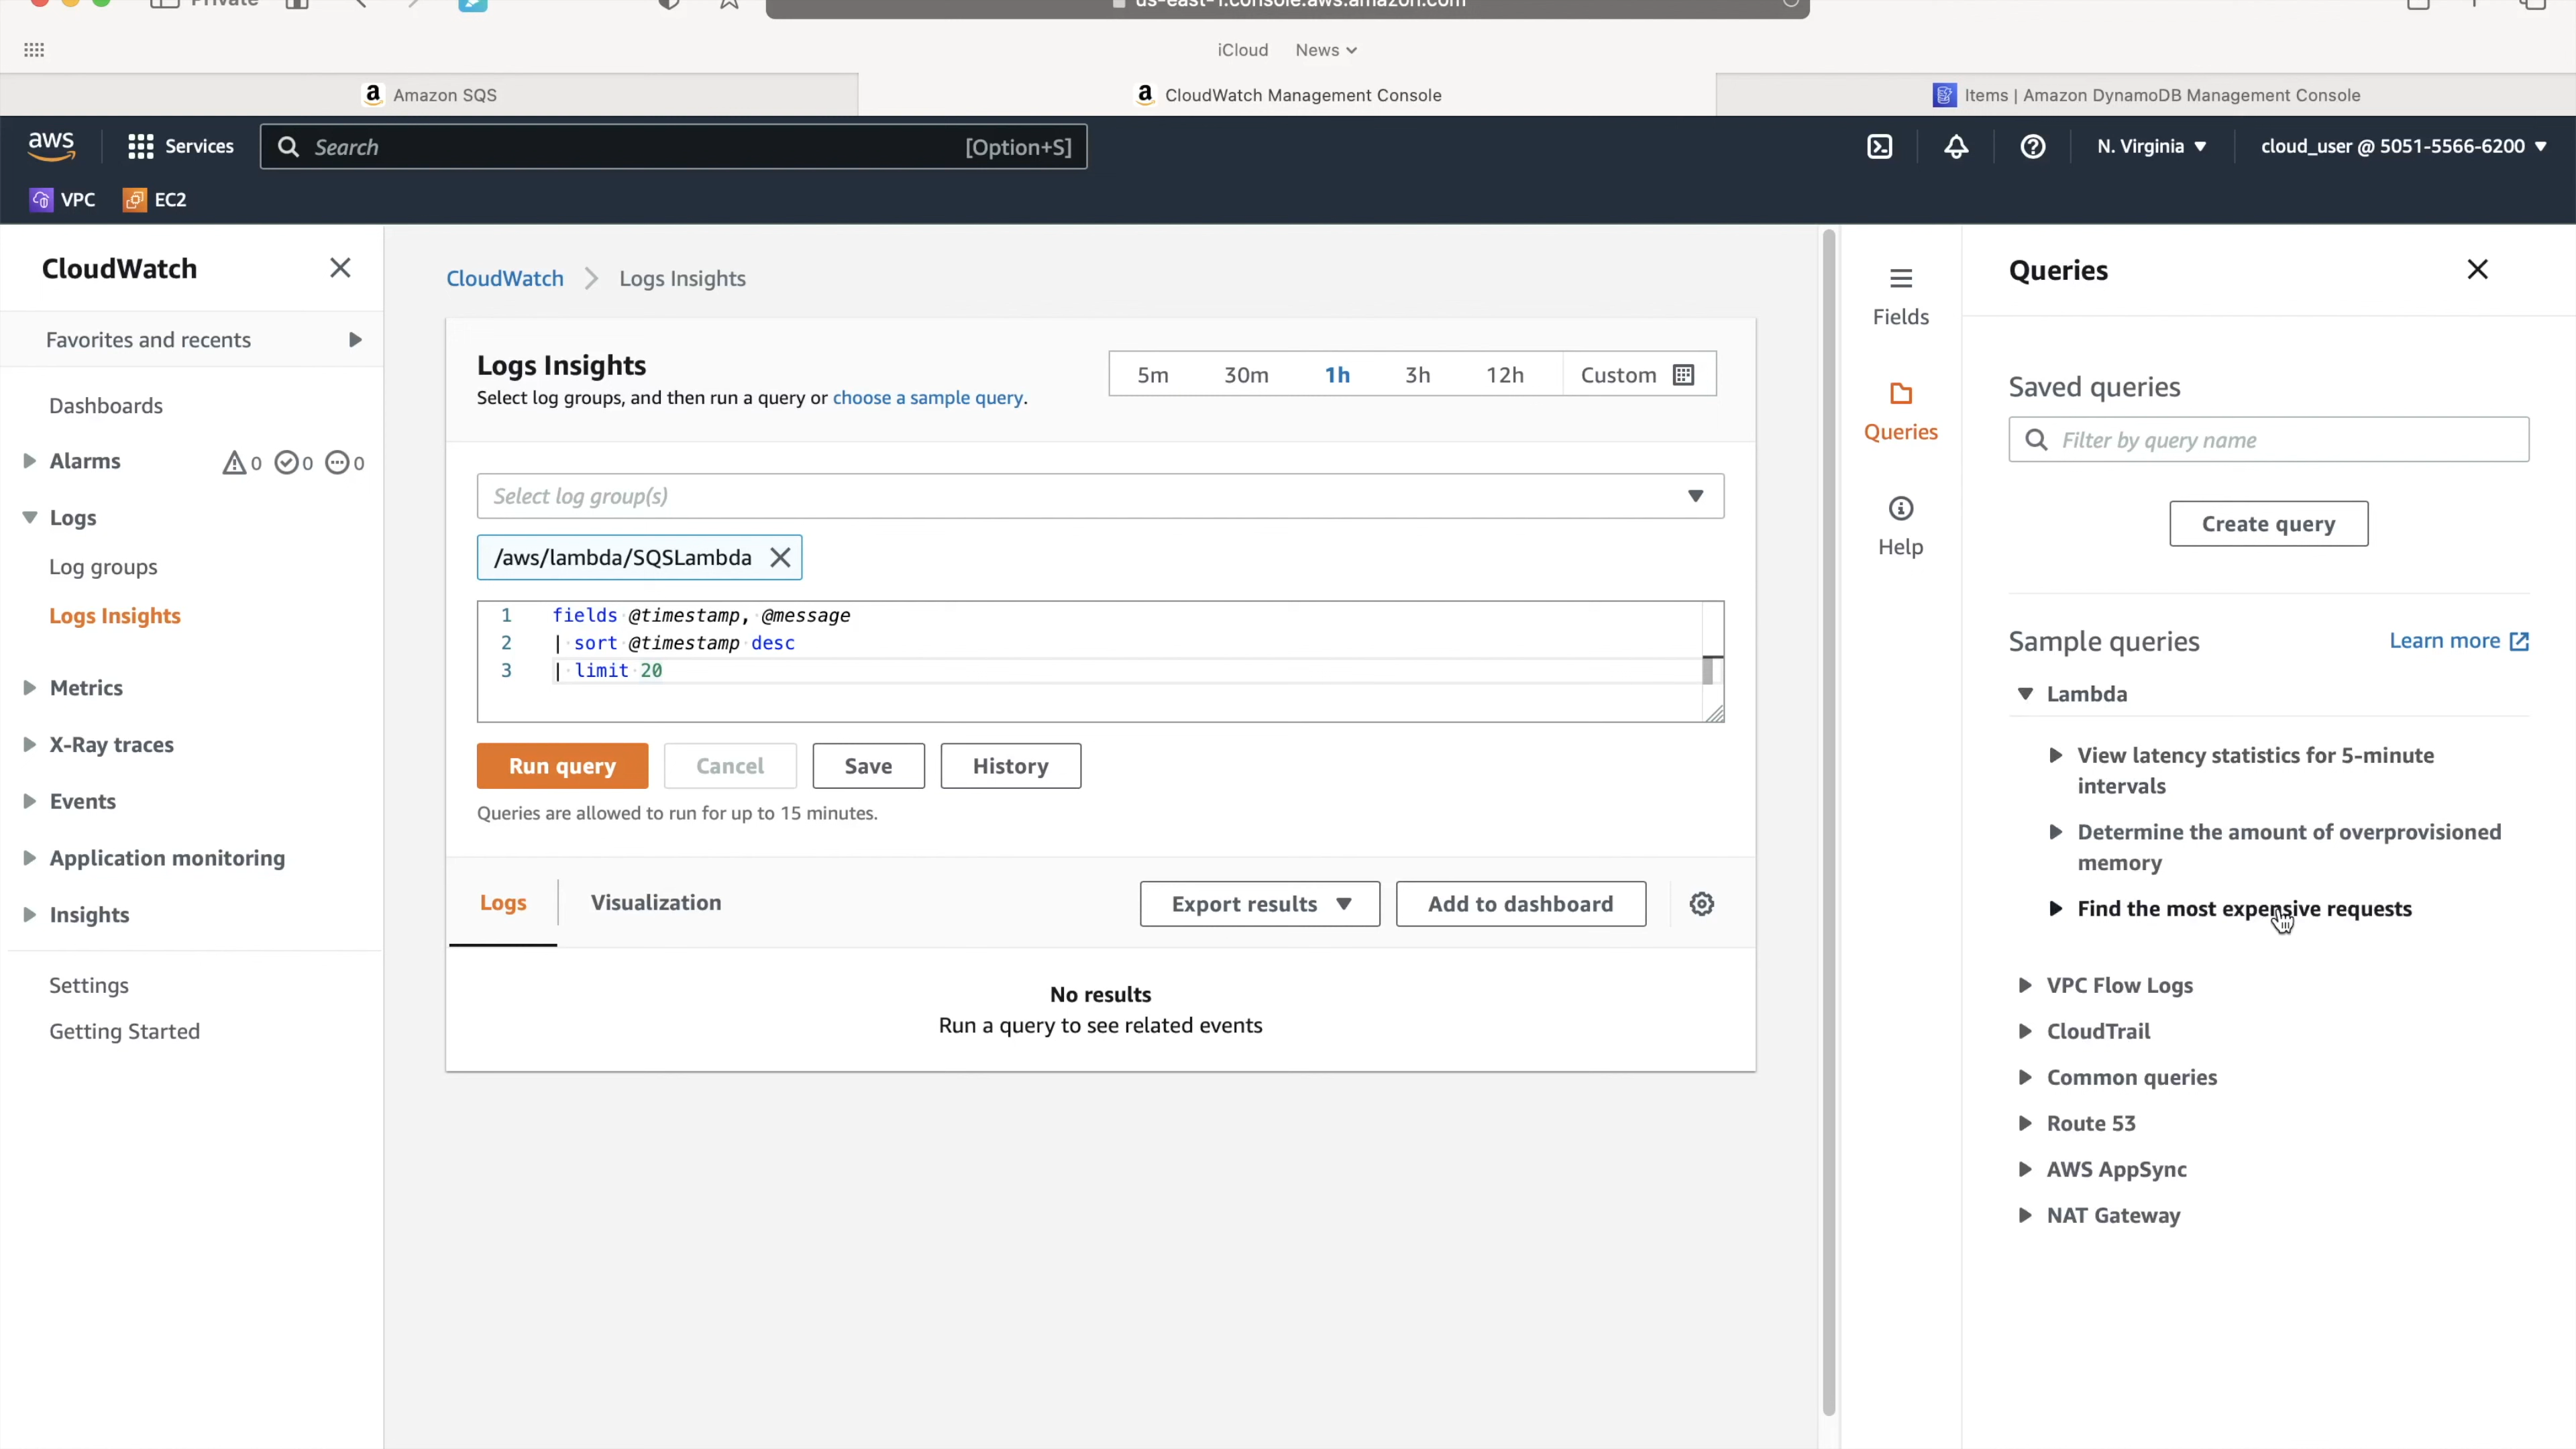 Private
us-east-1.console.aws.amazon.com
iCloud News
Amazon SQS
CloudWatch Management Console
Items | Amazon DynamoDB Management Console
aws Services Search [Option+S] N. Virginia cloud_user @ 5051-5566-6200
VPC EC2
CloudWatch
Favorites and recents
Dashboards
Alarms 0 0 0
Logs
Log groups
Logs Insights
Metrics
X-Ray traces
Events
Application monitoring
Insights
Settings
Getting Started
CloudWatch > Logs Insights
Logs Insights
Select log groups, and then run a query or choose a sample query.
5m 30m 1h 3h 12h Custom
Select log group(s)
/aws/lambda/SQSLambda
1 fields @timestamp, @message
2 | sort @timestamp desc
3 | limit 20
Run query Cancel Save History
Queries are allowed to run for up to 15 minutes.
Logs Visualization Export results Add to dashboard
No results
Run a query to see related events
Fields
Queries
Help
Queries
Saved queries
Filter by query name
Create query
Sample queries Learn more
Lambda
View latency statistics for 5-minute
intervals
Determine the amount of overprovisioned
memory
Find the most expensive requests
VPC Flow Logs
CloudTrail
Common queries
Route 53
AWS AppSync
NAT Gateway